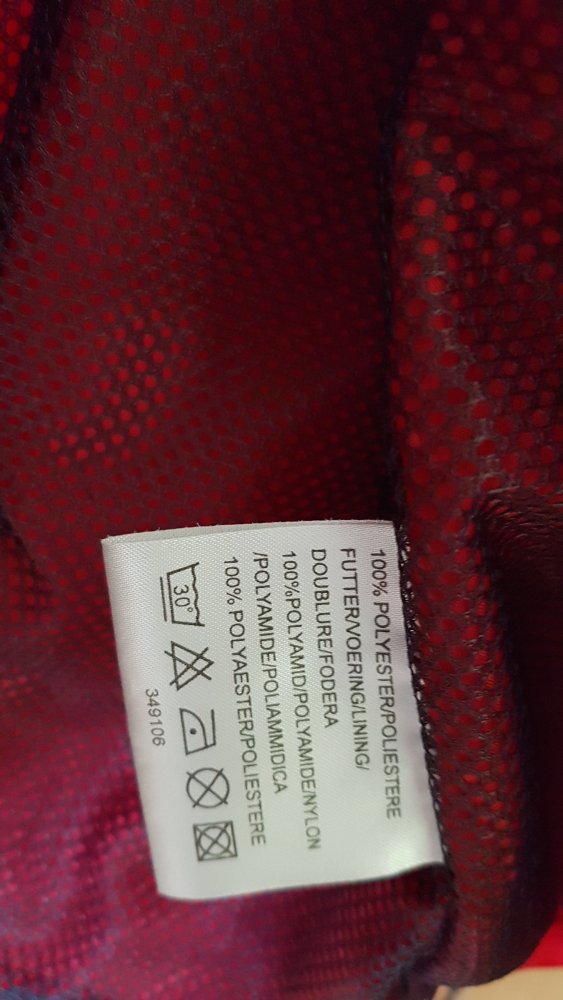 100% POLYESTER/POLIESTERE
FUTTER/VOERING/LINING/
DOUBLURE/FODERA
100%POLYAMID/POLYAMIDE/NYLON
/POLYAMIDE/POLIAMMIDICA
100% POLYAESTER/POLIESTERE
30°
349106